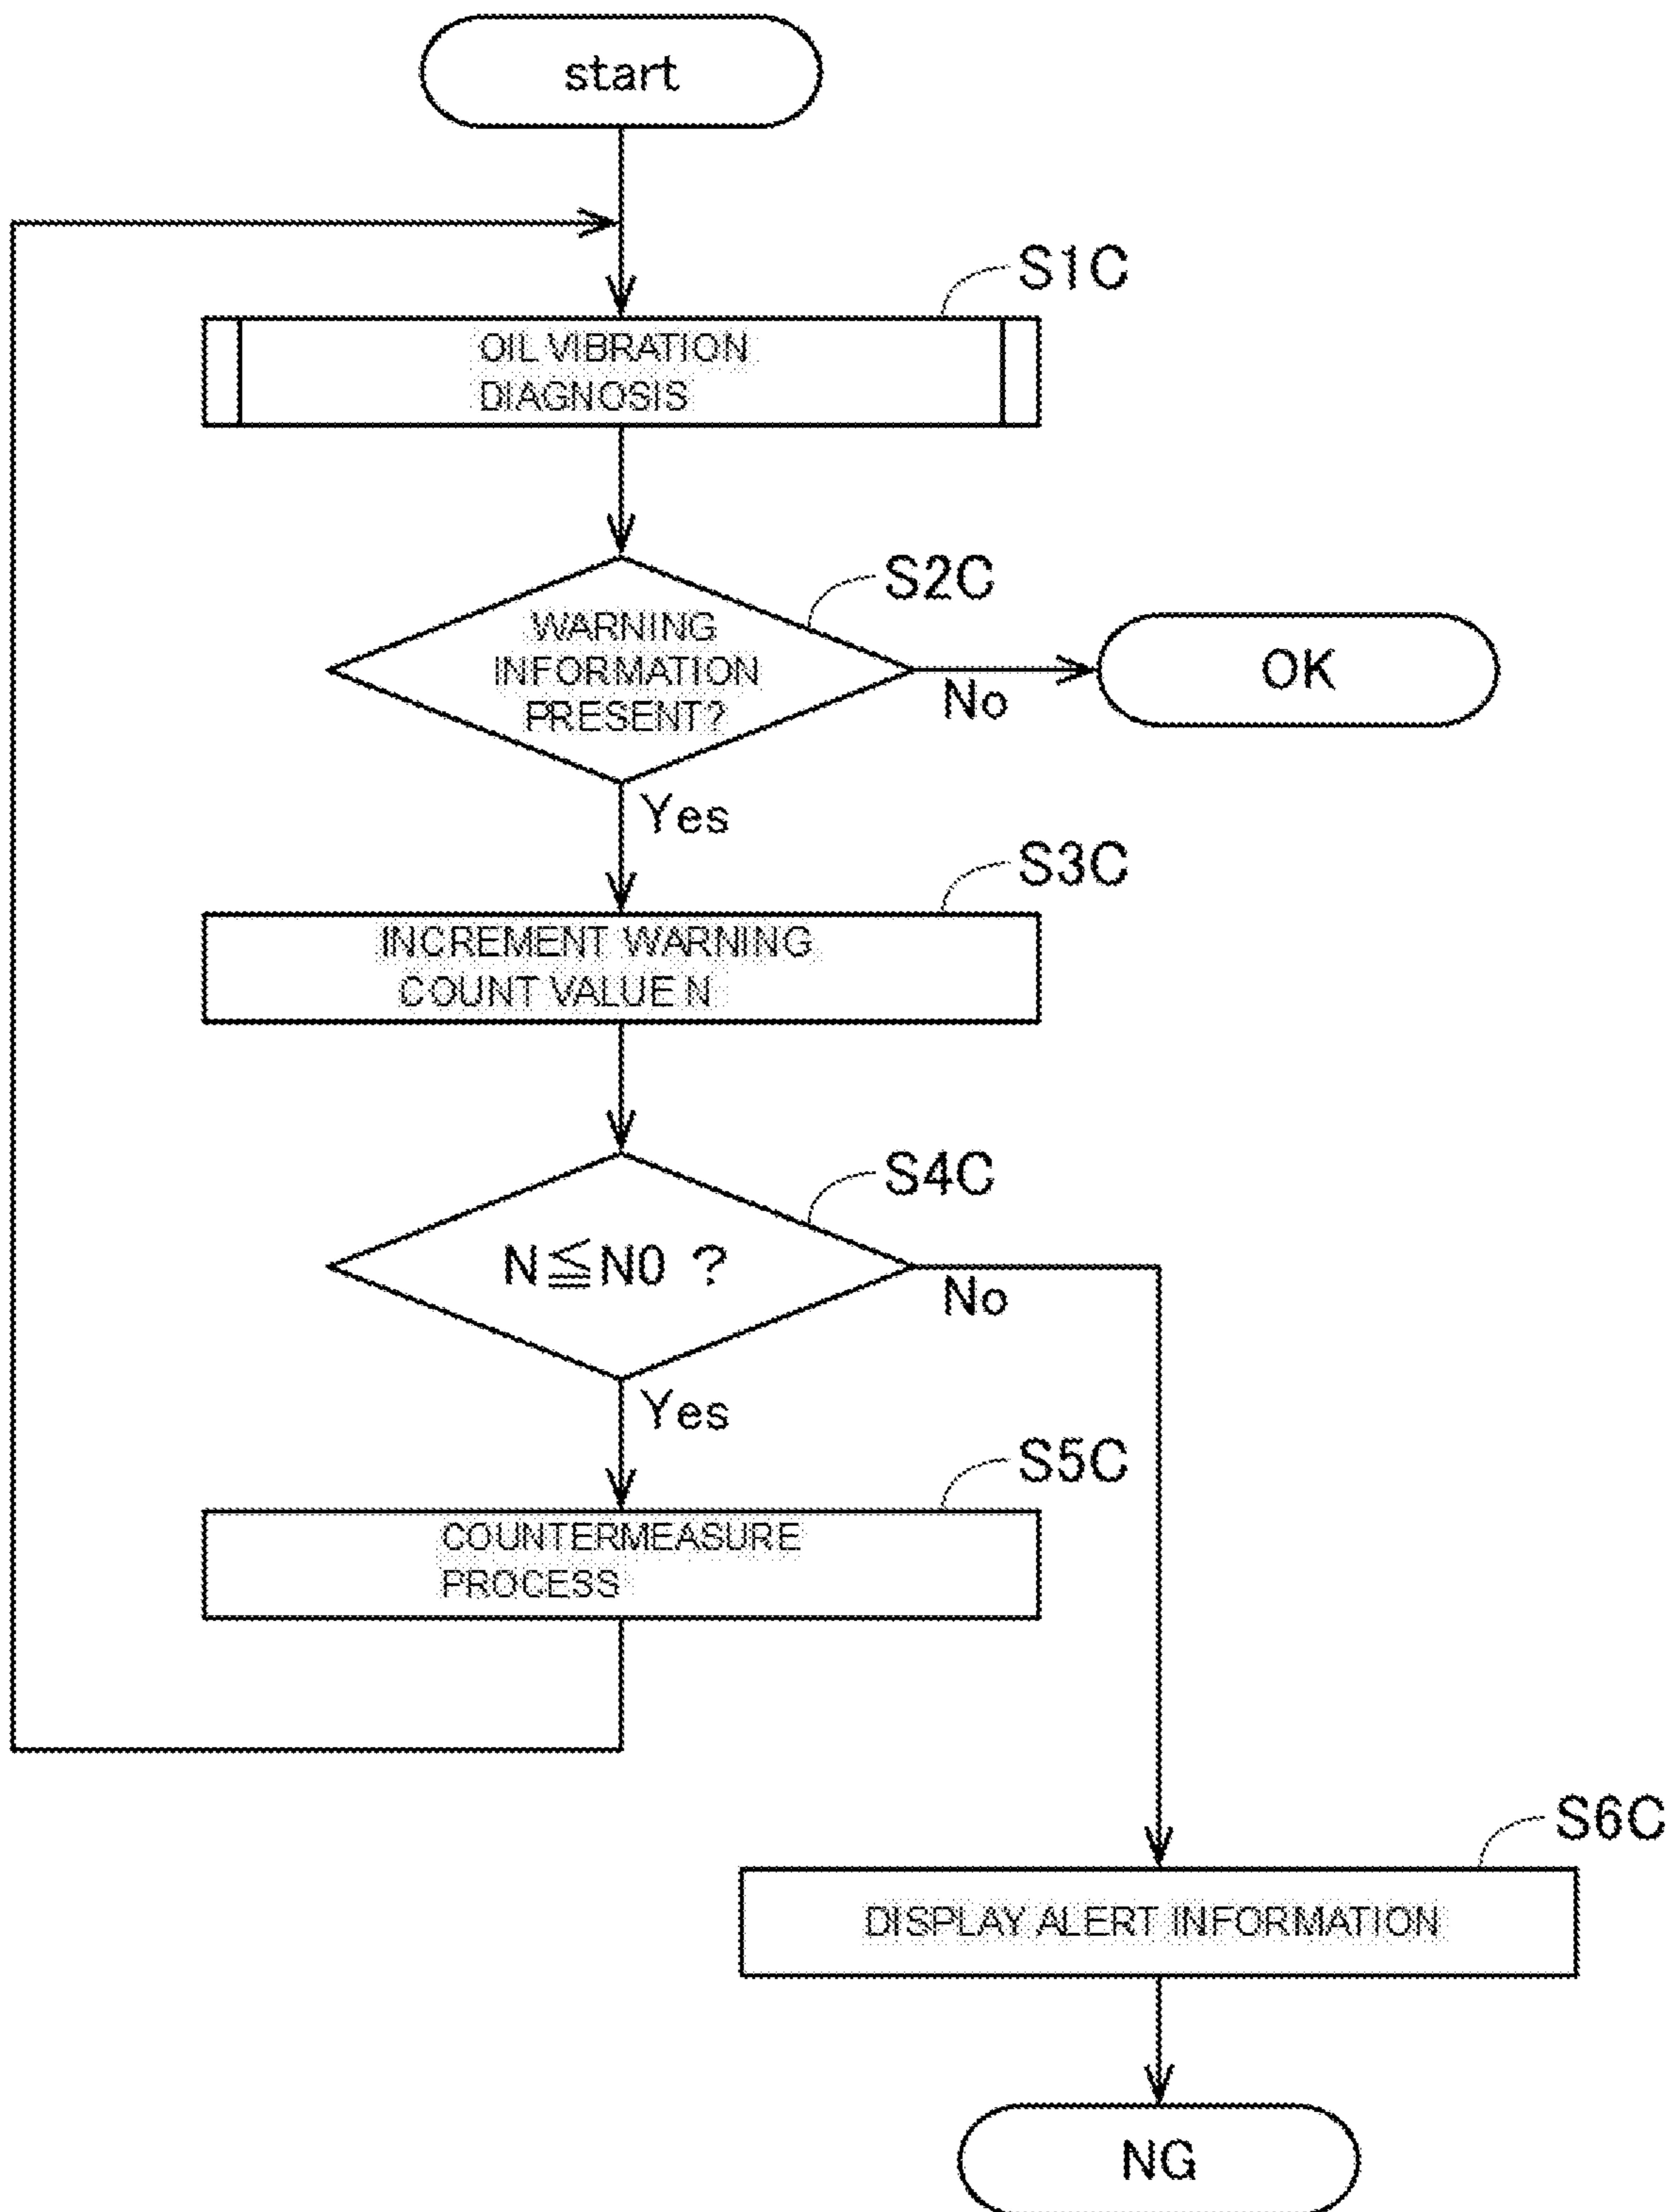 start
S1C
OIL VIBRATION
DIAGNOSIS
S2C
WARNING
INFORMATION
PRESENT?
No
OK
Yes
S3C
INCREMENT WARNING
COUNT VALUE N
S4C
N≦N0 ?
No
Yes
S5C
COUNTERMEASURE
PROCESS
S6C
DISPLAY ALERT INFORMATION
NG